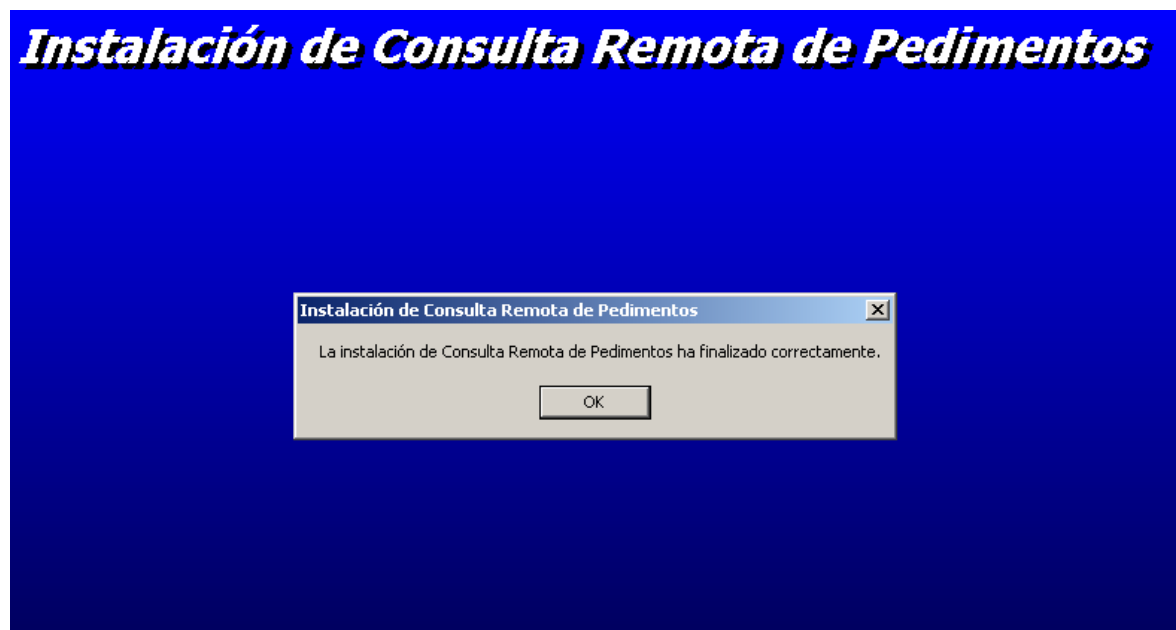 Instalación de Consulta Remota de Pedimentos
Instalación de Consulta Remota de Pedimentos
La instalación de Consulta Remota de Pedimentos ha finalizado correctamente.
OK